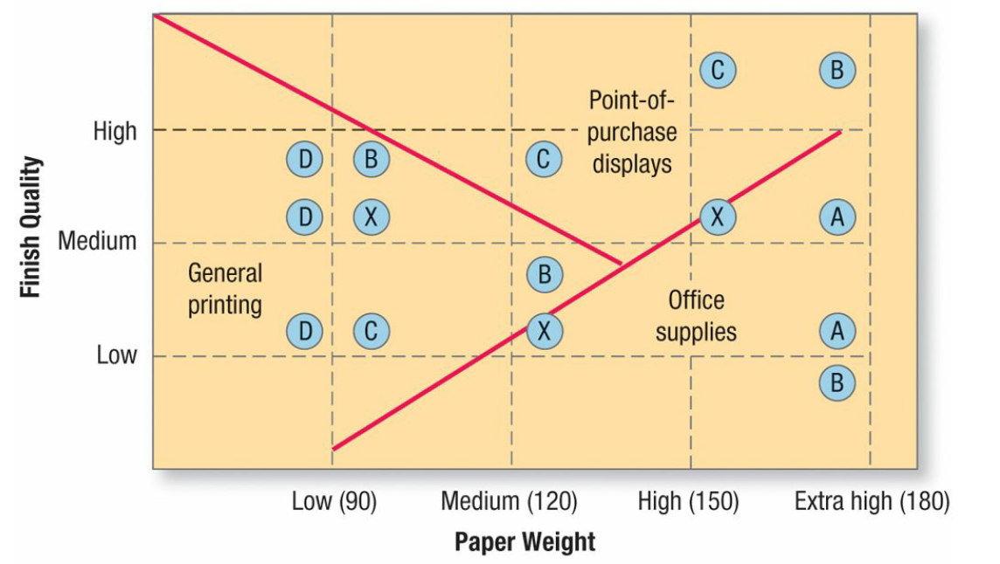 C B
Point-of-
purchase
displays
High
D B C
D X X A
Medium
General
printing
B
Office
supplies
D C X A
Low
B
Finish Quality
Low (90) Medium (120) High (150) Extra high (180)
Paper Weight